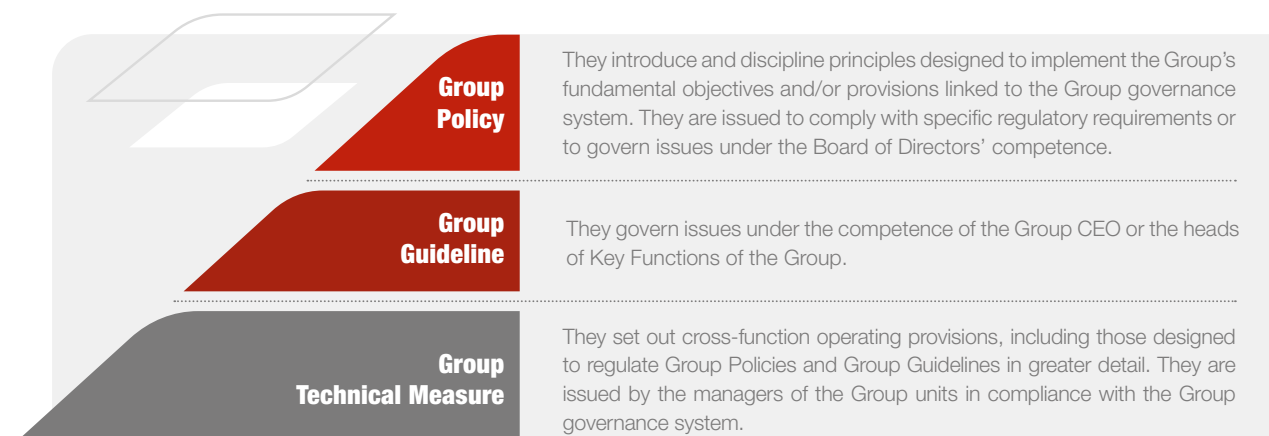 Group
Policy
They introduce and discipline principles designed to implement the Group’s
fundamental objectives and/or provisions linked to the Group governance
system. They are issued to comply with specific regulatory requirements or
to govern issues under the Board of Directors’ competence.
Group
Guideline
They govern issues under the competence of the Group CEO or the heads
of Key Functions of the Group.
Group
Technical Measure
They set out cross-function operating provisions, including those designed
to regulate Group Policies and Group Guidelines in greater detail. They are
issued by the managers of the Group units in compliance with the Group
governance system.